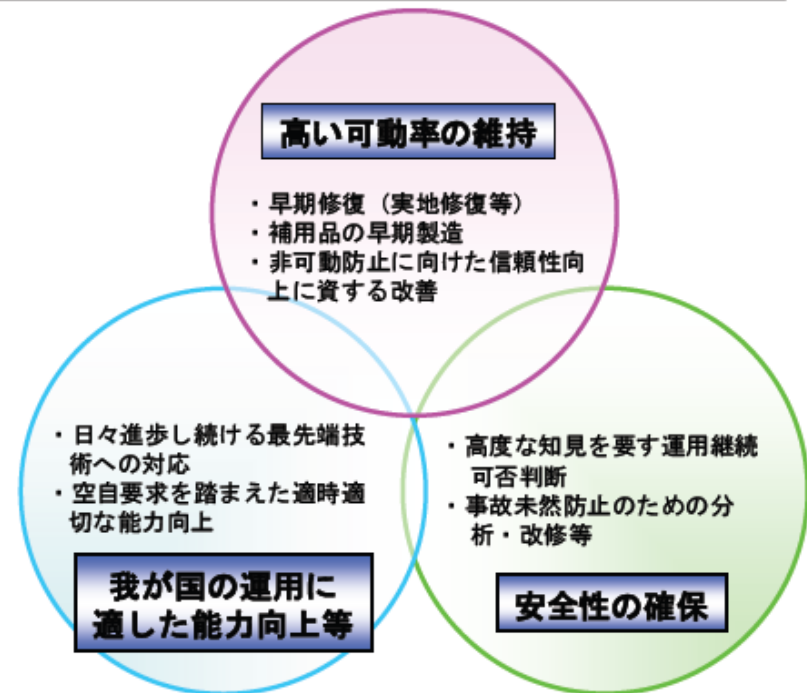 高い可動率の維持
・早期修復（実地修復等）
・補用品の早期製造
・非可動防止に向けた信頼性向
上に資する改善
・日々進歩し続ける最先端技
術への対応
・空自要求を踏まえた適時適
切な能力向上
我が国の運用に
適した能力向上等
・高度な知見を要す運用継続
可否判断
・事故未然防止のための分
析・改修等
安全性の確保